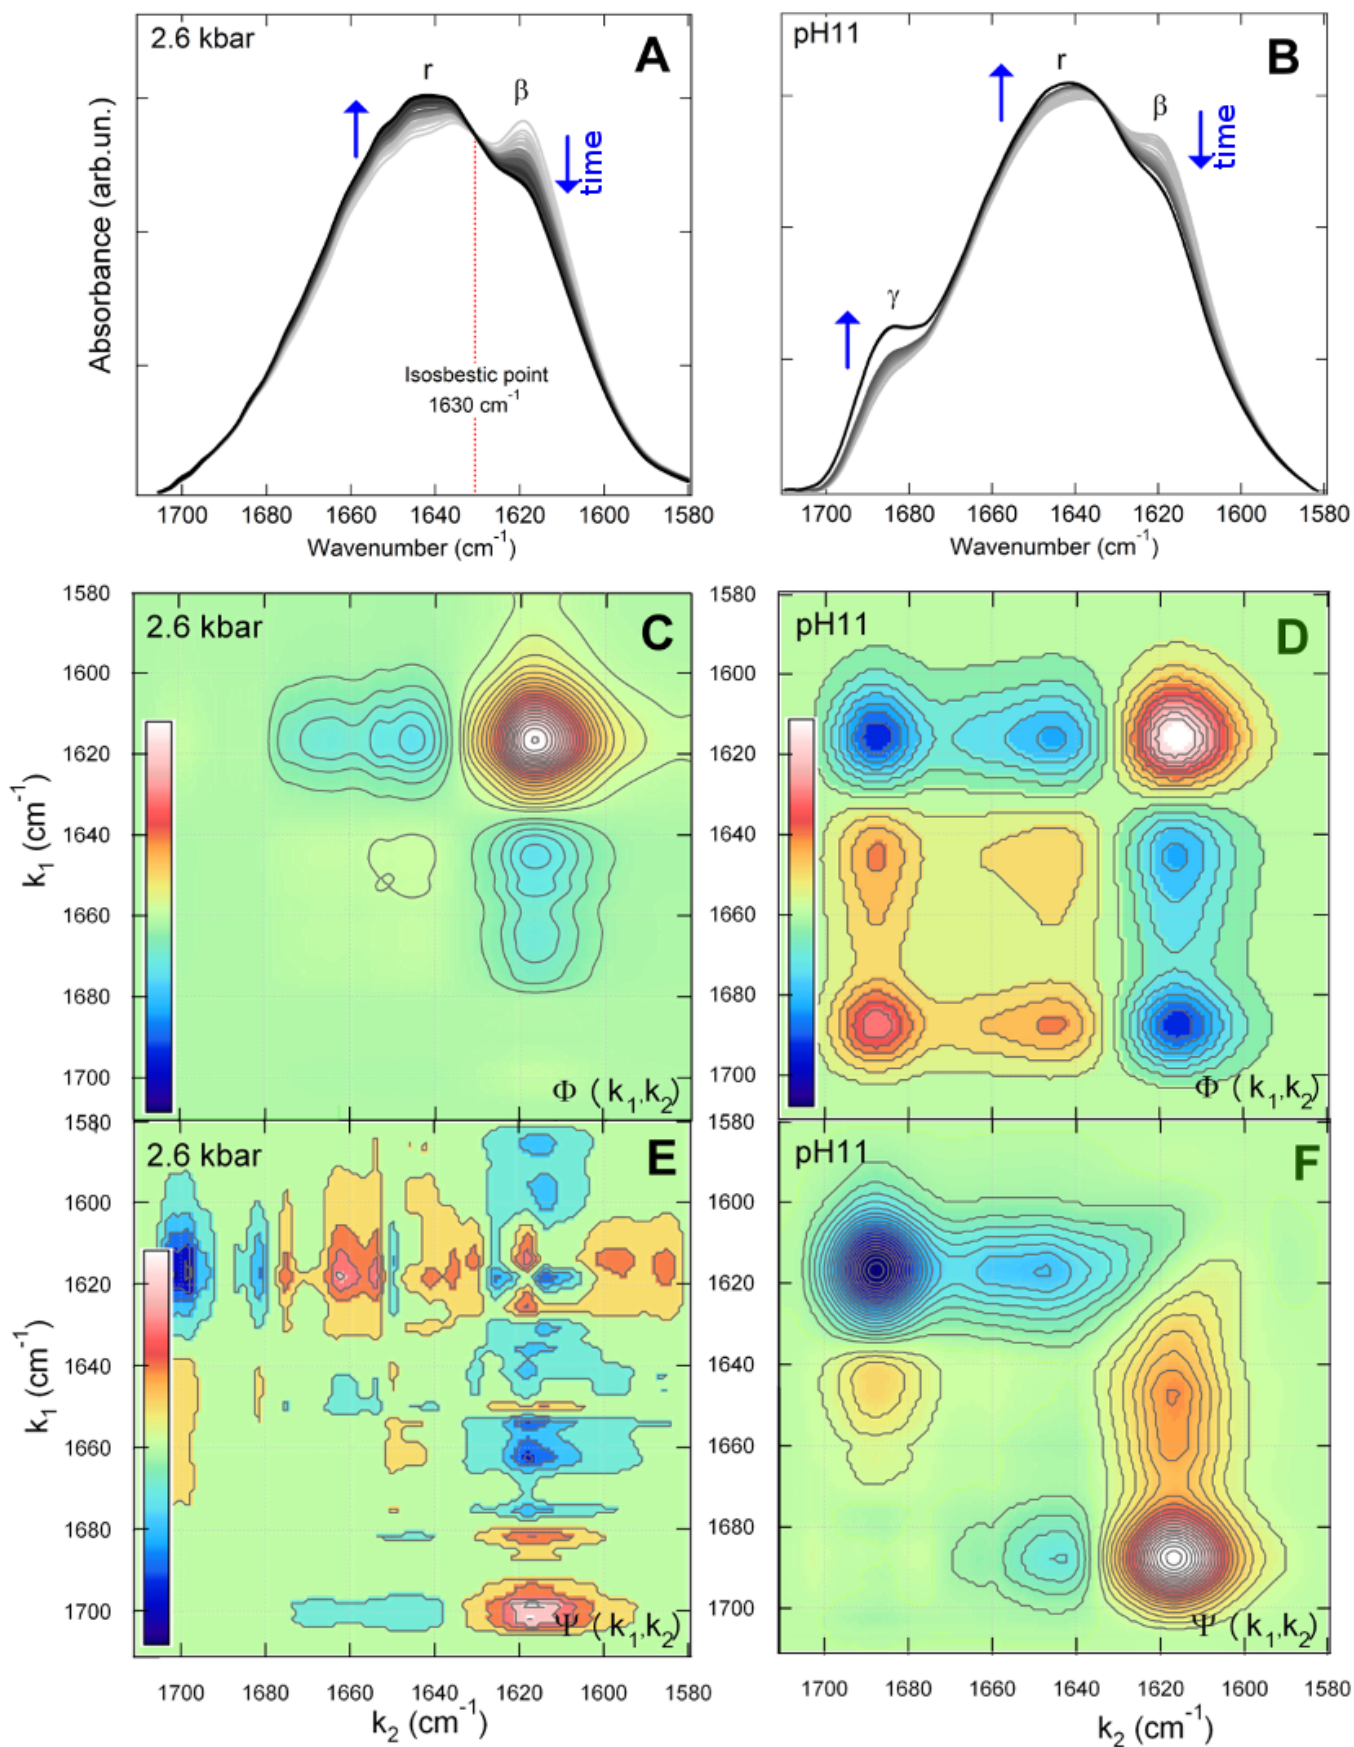 2.6 kbar
A
r
β
time
Absorbance (arb.un.)
Isosbestic point
1630 cm-1
1700 1680 1660 1640 1620 1600 1580
Wavenumber (cm-1)
pH11
B
r
β
time
γ
1700 1680 1660 1640 1620 1600 1580
Wavenumber (cm-1)
2.6 kbar
C
1580
1600
1620
1640
1660
1680
1700
k1 (cm-1)
Φ (k1,k2)
pH11
D
1580
1600
1620
1640
1660
1680
1700
Φ (k1,k2)
2.6 kbar
E
1580
1600
1620
1640
1660
1680
1700
k1 (cm-1)
Ψ (k1,k2)
1700 1680 1660 1640 1620 1600 1580
k2 (cm-1)
pH11
F
1580
1600
1620
1640
1660
1680
1700
Ψ (k1,k2)
1700 1680 1660 1640 1620 1600 1580
k2 (cm-1)